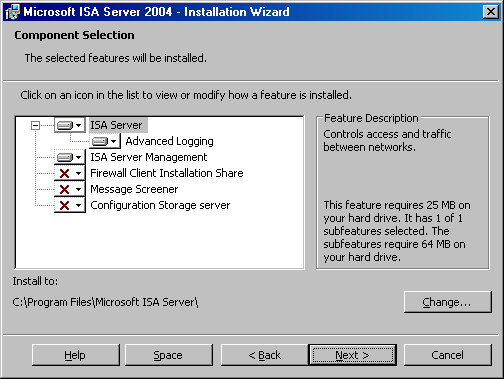 Microsoft ISA Server 2004 - Installation Wizard
Component Selection
The selected features will be installed.
Click on an icon in the list to view or modify how a feature is installed.
ISA Server
Advanced Logging
ISA Server Management
Firewall Client Installation Share
Message Screener
Configuration Storage server
Feature Description
Controls access and traffic
between networks.
This feature requires 25 MB on
your hard drive. It has 1 of 1
subfeatures selected. The
subfeatures require 64 MB on
your hard drive.
Install to:
C:\Program Files\Microsoft ISA Server\
Change...
Help
Space
< Back
Next >
Cancel